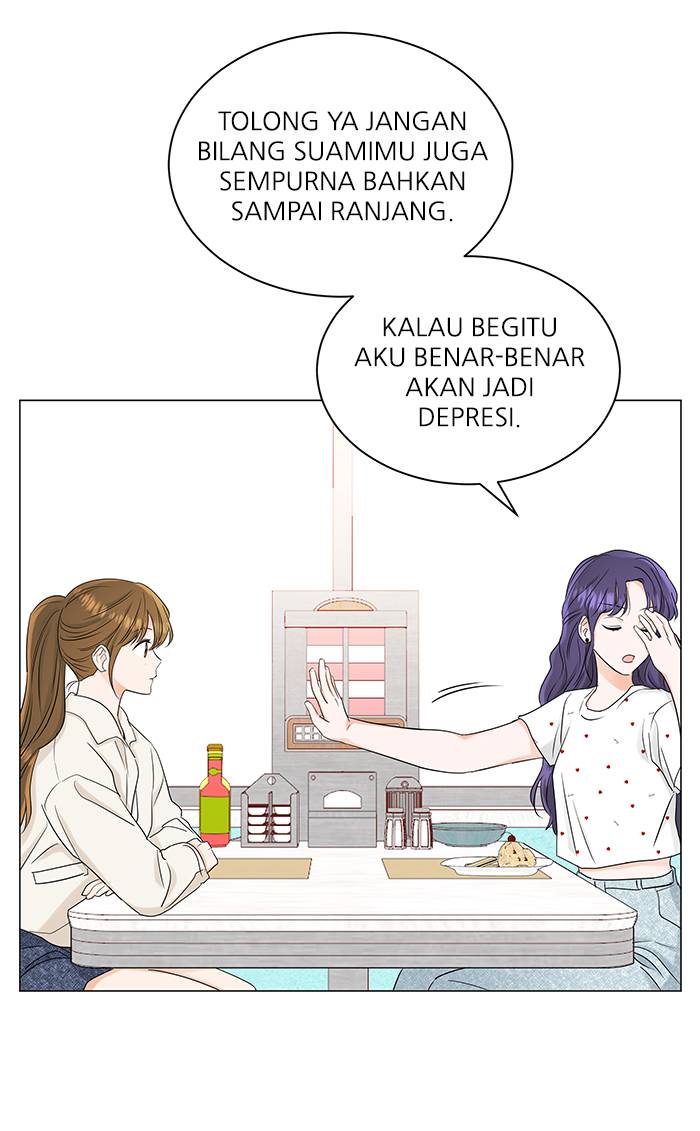 TOLONG YA JANGAN
BILANG SUAMIMU JUGA
SEMPURNA BAHKAN
SAMPAI RANJANG.
KALAU BEGITU
AKU BENAR-BENAR
AKAN JADI
DEPRESI.